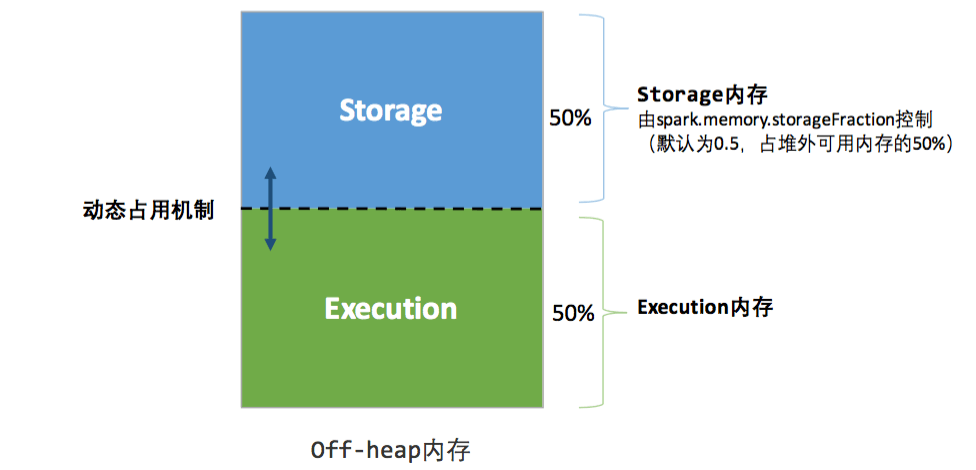 Storage
50%
Storage内存
由spark.memory.storageFraction控制
（默认为0.5，占堆外可用内存的50%）
动态占用机制
Execution
50%
Execution内存
Off-heap内存